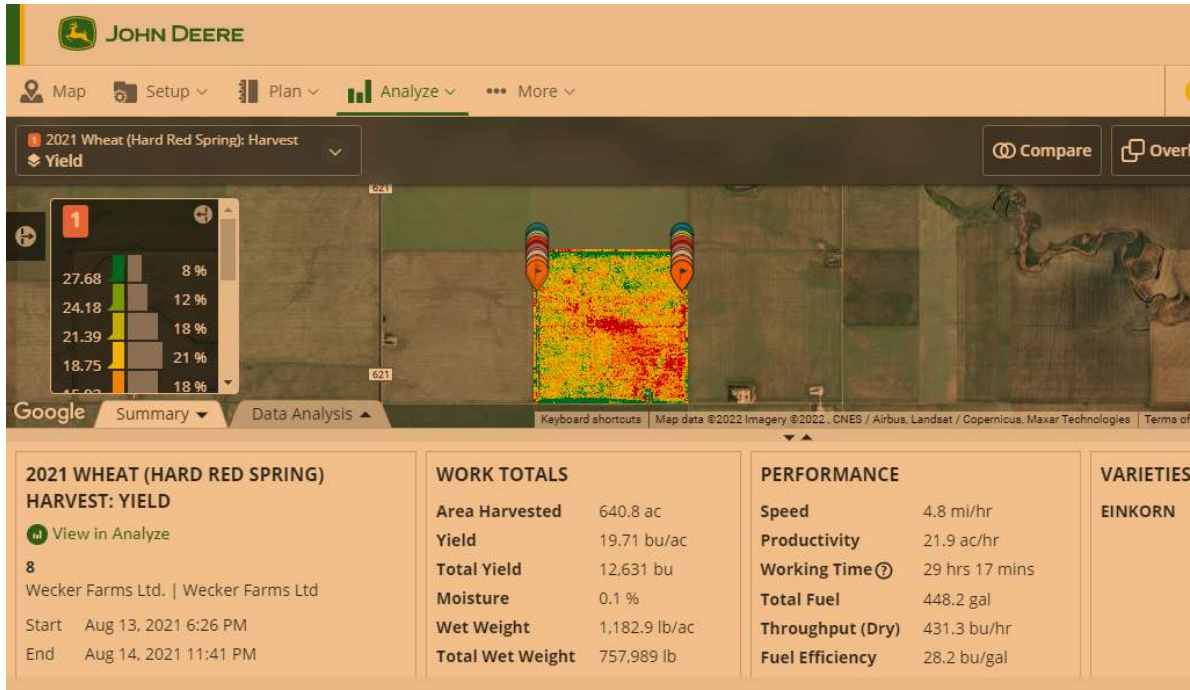 JOHN DEERE
Map Setup Plan Analyze More
1 2021 Wheat (Hard Red Spring): Harvest
Yield
Compare
621
1
27.68 8 %
24.18 12 %
21.39 18 %
18.75 21 %
18 %
621
Google
Summary
Data Analysis
Keyboard shortcuts Map data ©2022 Imagery ©2022 , CNES / Airbus, Landsat / Copernicus, Maxar Technologies Terms of
2021 WHEAT (HARD RED SPRING)
HARVEST: YIELD
View in Analyze
8
Wecker Farms Ltd. | Wecker Farms Ltd
Start Aug 13, 2021 6:26 PM
End Aug 14, 2021 11:41 PM
WORK TOTALS
Area Harvested 640.8 ac
Yield 19.71 bu/ac
Total Yield 12,631 bu
Moisture 0.1 %
Wet Weight 1,182.9 lb/ac
Total Wet Weight 757,989 lb
PERFORMANCE
Speed 4.8 mi/hr
Productivity 21.9 ac/hr
Working Time ? 29 hrs 17 mins
Total Fuel 448.2 gal
Throughput (Dry) 431.3 bu/hr
Fuel Efficiency 28.2 bu/gal
VARIETIES
EINKORN